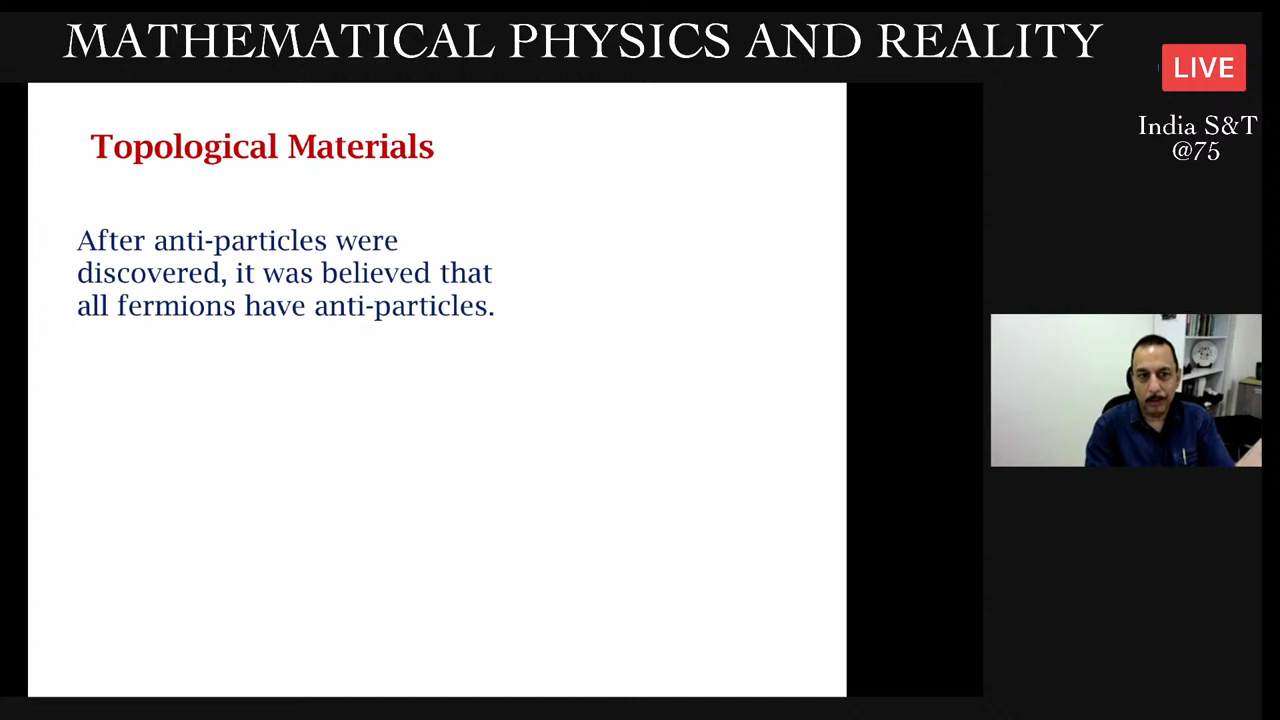 MATHEMATICAL PHYSICS AND REALITY
LIVE
India S&T
@75
Topological Materials
After anti-particles were
discovered, it was believed that
all fermions have anti-particles.